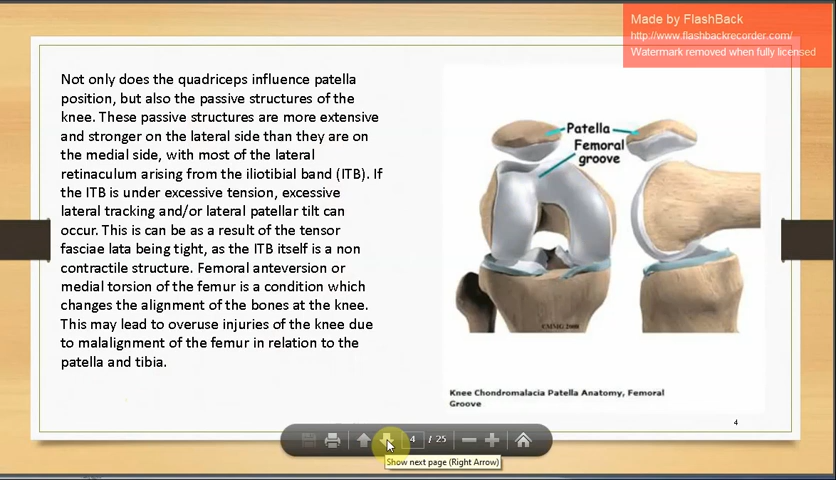 Made by FlashBack
http://www.flashbackrecorder.com/
Watermark removed when fully licensed
Not only does the quadriceps influence patella
position, but also the passive structures of the
knee. These passive structures are more extensive
and stronger on the lateral side than they are on
the medial side, with most of the lateral
retinaculum arising from the iliotibial band (ITB). If
the ITB is under excessive tension, excessive
lateral tracking and/or lateral patellar tilt can
occur. This is can be as a result of the tensor
fasciae lata being tight, as the ITB itself is a non
contractile structure. Femoral anteversion or
medial torsion of the femur is a condition which
changes the alignment of the bones at the knee.
This may lead to overuse injuries of the knee due
to malalignment of the femur in relation to the
patella and tibia.
Patella
Femoral
groove
©MMG 2000
Knee Chondromalacia Patella Anatomy, Femoral
Groove
4
4 / 25
Show next page (Right Arrow)